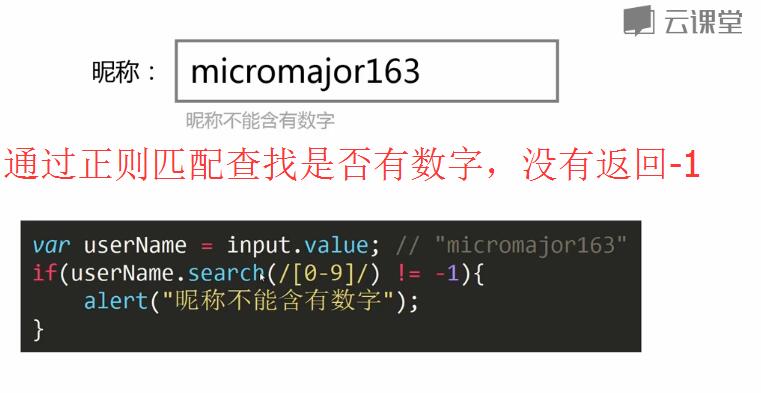 云课堂
昵称： micromajor163
昵称不能含有数字
通过正则匹配查找是否有数字，没有返回-1
var userName = input.value; // "micromajor163"
if(userName.search(/[0-9]/) != -1){
    alert("昵称不能含有数字");
}